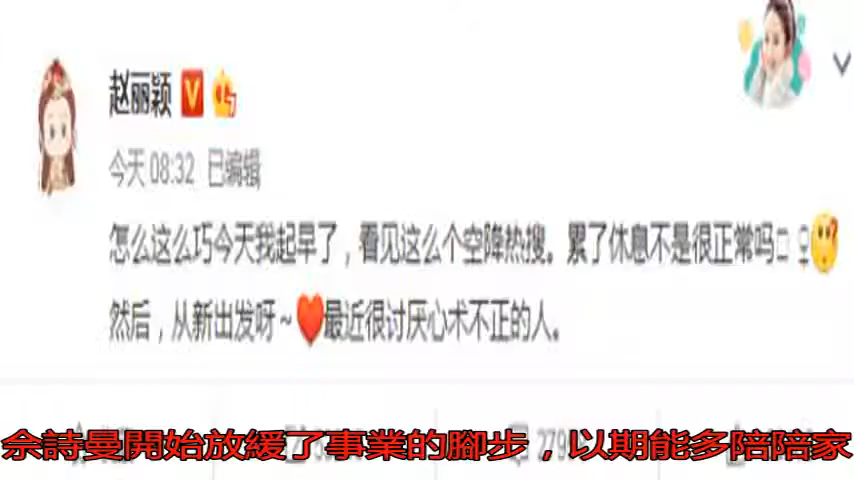 赵丽颖
今天 08:32 已编辑
怎么这么巧今天我起早了，看见这么个空降热搜。累了休息不是很正常吗□♀
然后，从新出发呀~❤最近很讨厌心术不正的人。
佘詩曼開始放緩了事業的腳步，以期能多陪陪家